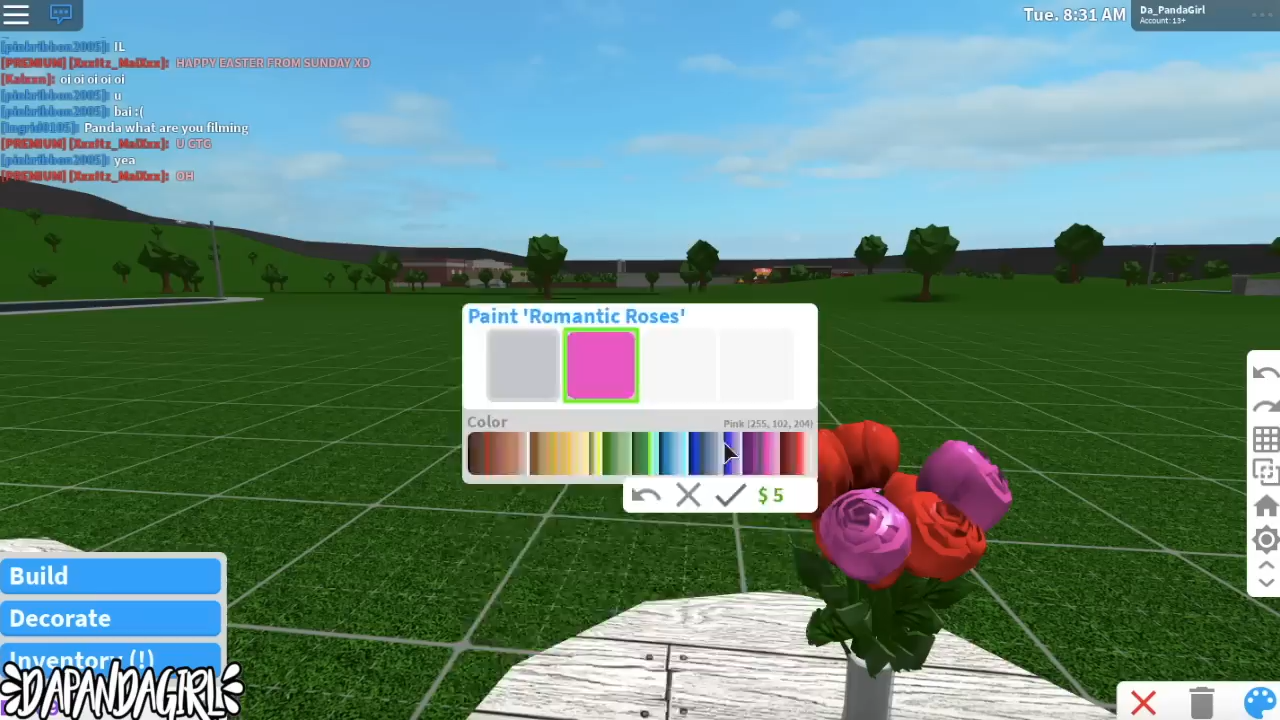 Tue. 8:31 AM
Da_PandaGirl
Account: 13+
[pinkribbon2005]: IL
[PREMIUM] [XxxItz_MaiXxx]: HAPPY EASTER FROM SUNDAY XD
[Kaixxn]: oi oi oi oi oi
[pinkribbon2005]: u
[pinkribbon2005]: bai :(
Panda what are you filming
[PREMIUM] [XxxItz_MaiXxx]: U GTG
[pinkribbon2005]: yea
[PREMIUM] [XxxItz_MaiXxx]: OH
Paint 'Romantic Roses'
Color
Pink (255, 102, 204)
$ 5
Build
Decorate
Inventory (!)
DAPANDAGIRL